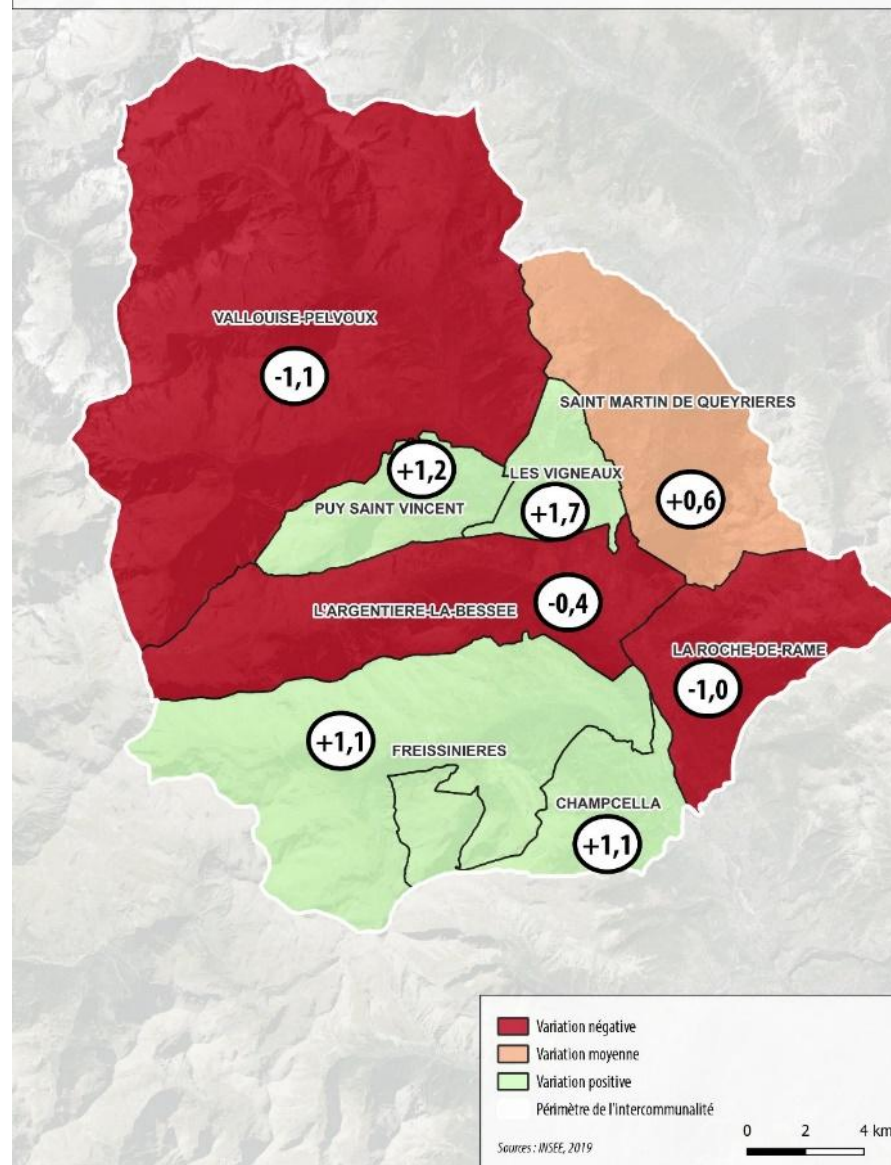 VALLOUISE-PELVOUX
-1,1
SAINT MARTIN DE QUEYRIERES
+1,2
LES VIGNEAUX
+0,6
PUY SAINT VINCENT
+1,7
L'ARGENTIERE-LA-BESSEE
-0,4
LA ROCHE-DE-RAME
-1,0
+1,1
FREISSINIERES
CHAMPCELLA
+1,1
Variation négative
Variation moyenne
Variation positive
Périmètre de l'intercommunalité
Sources : INSEE, 2019
0 2 4 km